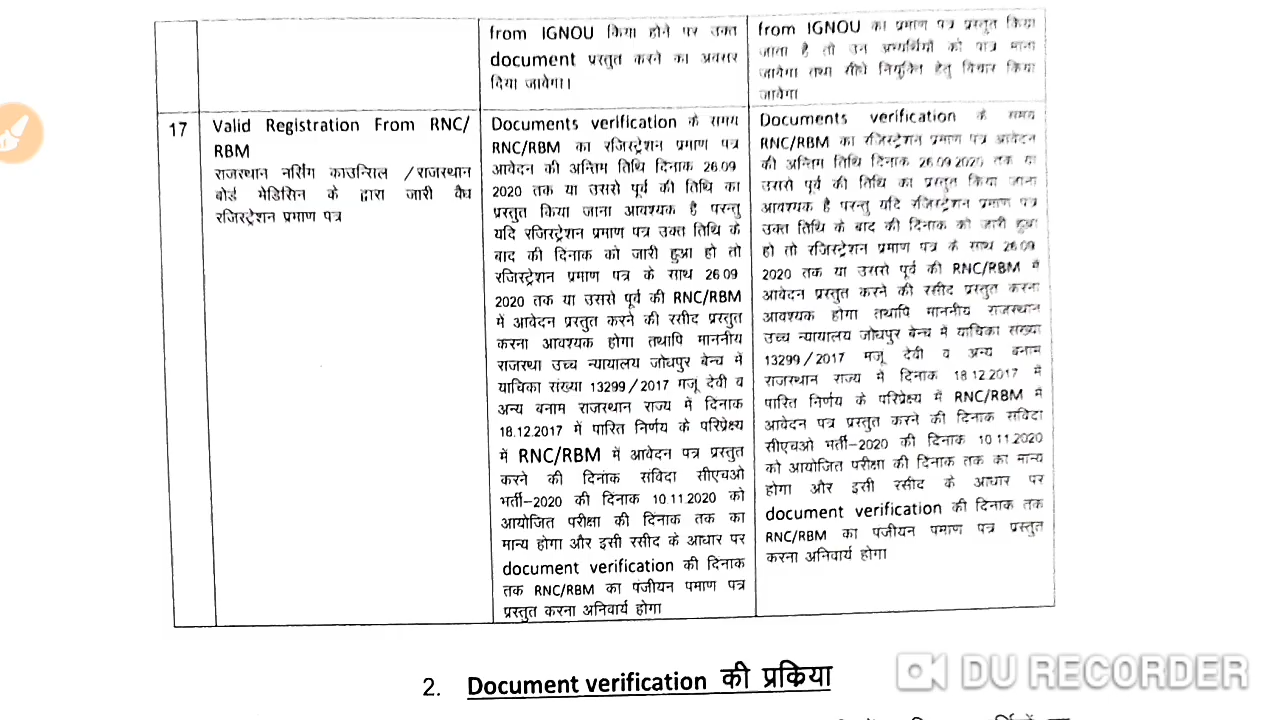 from IGNOU किया होने पर उक्त
document प्रस्तुत करने का अवसर
दिया जावेगा।
from IGNOU का प्रमाण पत्र प्रस्तुत किया
जाता है तो उन अभ्यर्थियों को पात्र माना
जावेगा तथा सीधे नियुक्ति हेतु विचार किया
जावेगा
17
Valid Registration From RNC/
RBM
राजस्थान नर्सिंग काउन्सिल /राजस्थान
बोर्ड मेडिसिन के द्वारा जारी वैध
रजिस्ट्रेशन प्रमाण पत्र
Documents verification के समय
RNC/RBM का रजिस्ट्रेशन प्रमाण पत्र
आवेदन की अन्तिम तिथि दिनाक 26.09
2020 तक या उससे पूर्व की तिथि का
प्रस्तुत किया जाना आवश्यक है परन्तु
यदि रजिस्ट्रेशन प्रमाण पत्र उक्त तिथि के
बाद की दिनाक को जारी हुआ हो तो
रजिस्ट्रेशन प्रमाण पत्र के साथ 26.09
2020 तक या उससे पूर्व की RNC/RBM
में आवेदन प्रस्तुत करने की रसीद प्रस्तुत
करना आवश्यक होगा तथापि माननीय
राजस्था उच्च न्यायालय जोधपुर बेन्च में
याचिका संख्या 13299/2017 मजू देवी व
अन्य बनाम राजस्थान राज्य में दिनाक
18.12.2017 में पारित निर्णय के परिप्रेक्ष्य
में RNC/RBM में आवेदन पत्र प्रस्तुत
करने की दिनांक संविदा सीएचओ
भर्ती-2020 की दिनाक 10.11.2020 को
आयोजित परीक्षा की दिनाक तक का
मान्य होगा और इसी रसीद के आधार पर
document verification की दिनाक
तक RNC/RBM का पंजीयन पमाण पत्र
प्रस्तुत करना अनिवार्य होगा
Documents verification के समय
RNC/RBM का रजिस्ट्रेशन प्रमाण पत्र आवेदन
की अन्तिम तिथि दिनाक 26.09.2020 तक या
उससे पूर्व की तिथि का प्रस्तुत किया जाना
आवश्यक है परन्तु यदि रजिस्ट्रेशन प्रमाण पत्र
उक्त तिथि के बाद की दिनाक को जारी हुआ
हो तो रजिस्ट्रेशन प्रमाण पत्र के साथ 26.09
2020 तक या उससे पूर्व की RNC/RBM में
आवेदन प्रस्तुत करने की रसीद प्रस्तुत करना
आवश्यक होगा तथापि माननीय राजस्थान
उच्च न्यायालय जोधपुर बेन्च में याचिका संख्या
13299/2017 मजू देवी व अन्य बनाम
राजस्थान राज्य में दिनाक 18.12.2017 में
पारित निर्णय के परिप्रेक्ष्य में RNC/RBM में
आवेदन पत्र प्रस्तुत करने की दिनाक संविदा
सीएचओ भर्ती-2020 की दिनाक 10.11.2020
को आयोजित परीक्षा की दिनाक तक का मान्य
होगा और इसी रसीद के आधार पर
document verification की दिनाक तक
RNC/RBM का पजीयन पमाण पत्र प्रस्तुत
करना अनिवार्य होगा
2. Document verification की प्रक्रिया
DU RECORDER